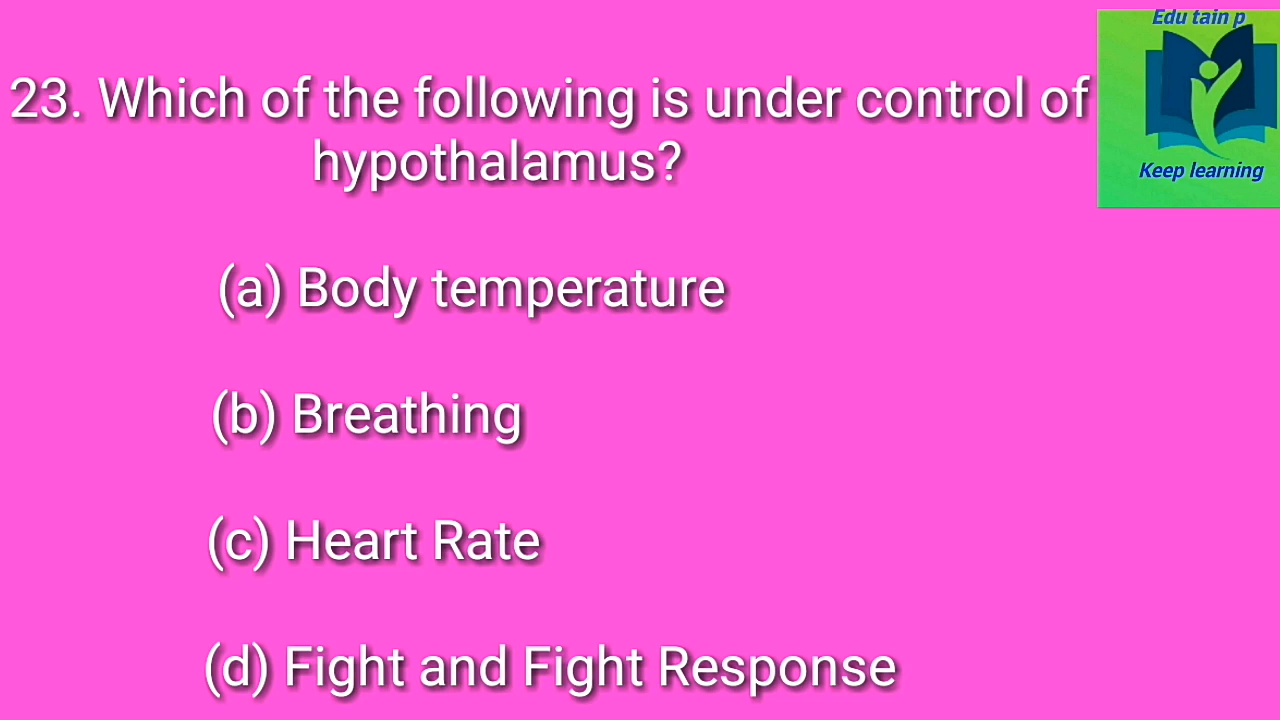 Edu tain p
23. Which of the following is under control of
hypothalamus?
Keep learning
(a) Body temperature
(b) Breathing
(c) Heart Rate
(d) Fight and Fight Response